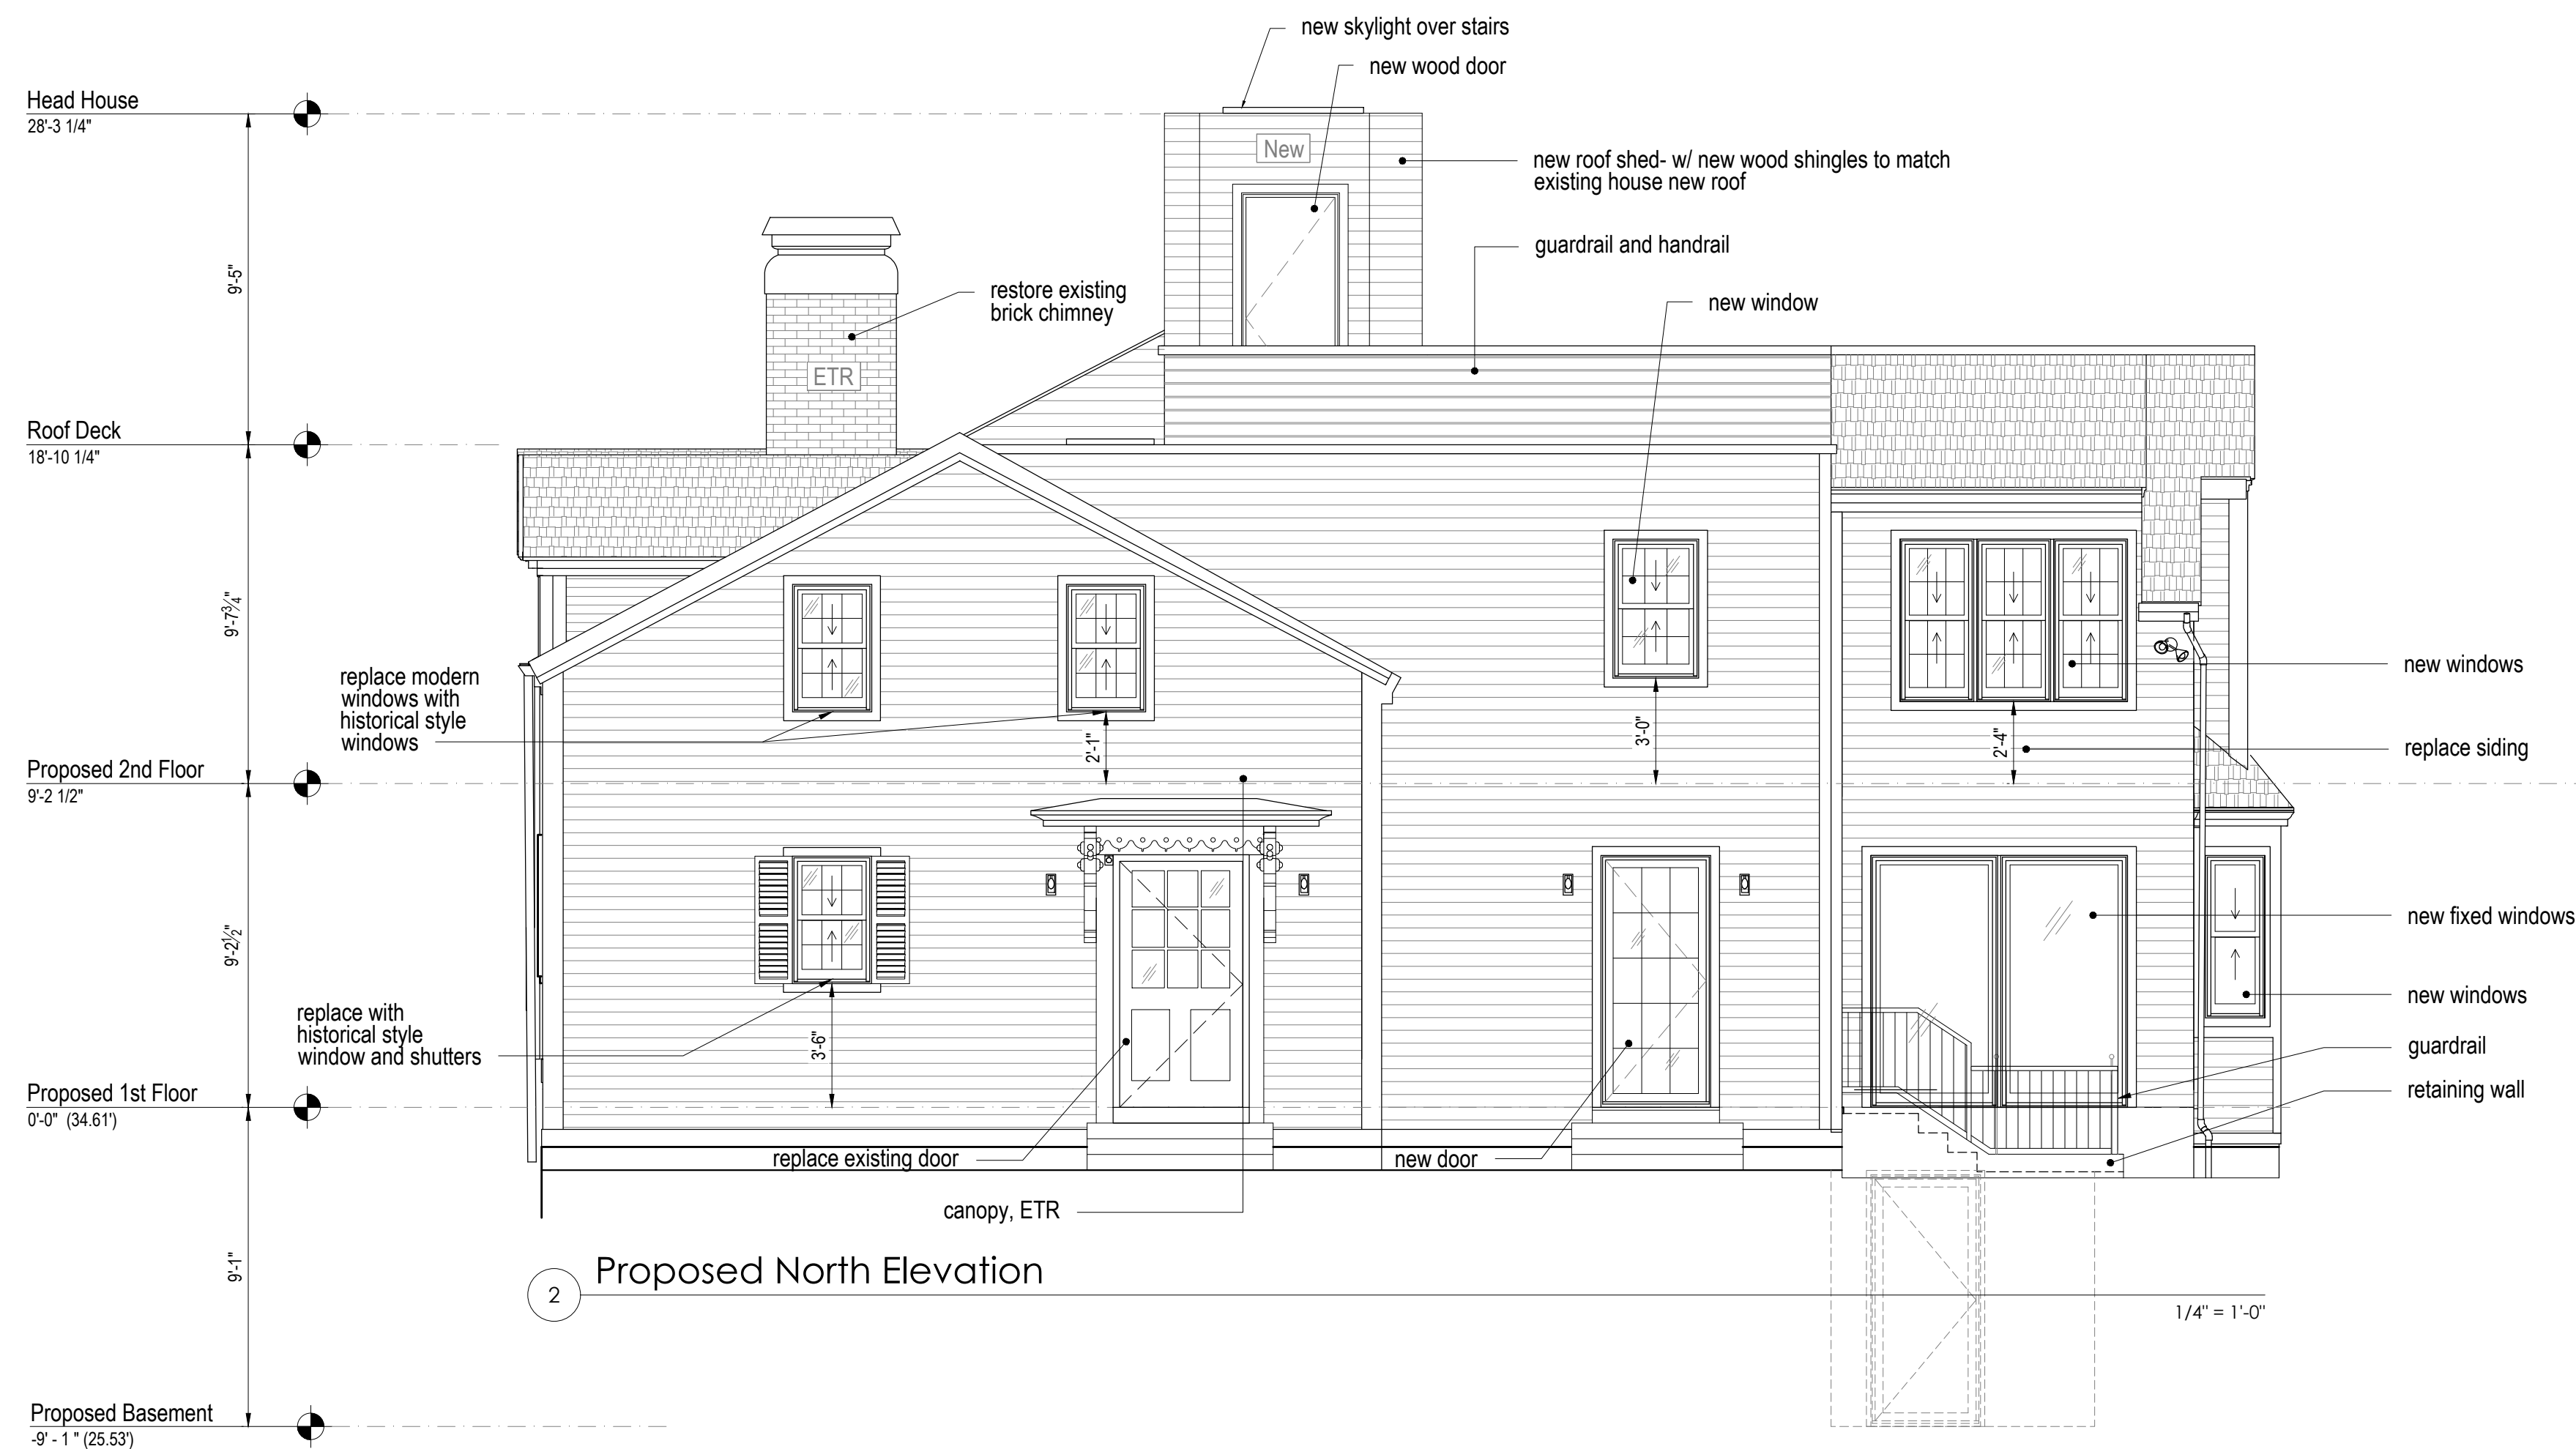 new skylight over stairs
new wood door
Head House
28'-3 1/4"
New
new roof shed- w/ new wood shingles to match
existing house new roof
guardrail and handrail
9'-5"
restore existing
brick chimney
new window
ETR
Roof Deck
18'-10 1/4"
9'-7¾"
replace modern
windows with
historical style
windows
new windows
2'-1"
3'-0"
2'-4"
replace siding
Proposed 2nd Floor
9'-2 1/2"
9'-2½"
new fixed windows
new windows
replace with
historical style
window and shutters
3'-6"
guardrail
retaining wall
Proposed 1st Floor
0'-0" (34.61')
replace existing door
new door
canopy, ETR
9'-1"
2
Proposed North Elevation
1/4" = 1'-0"
Proposed Basement
-9' - 1 " (25.53')